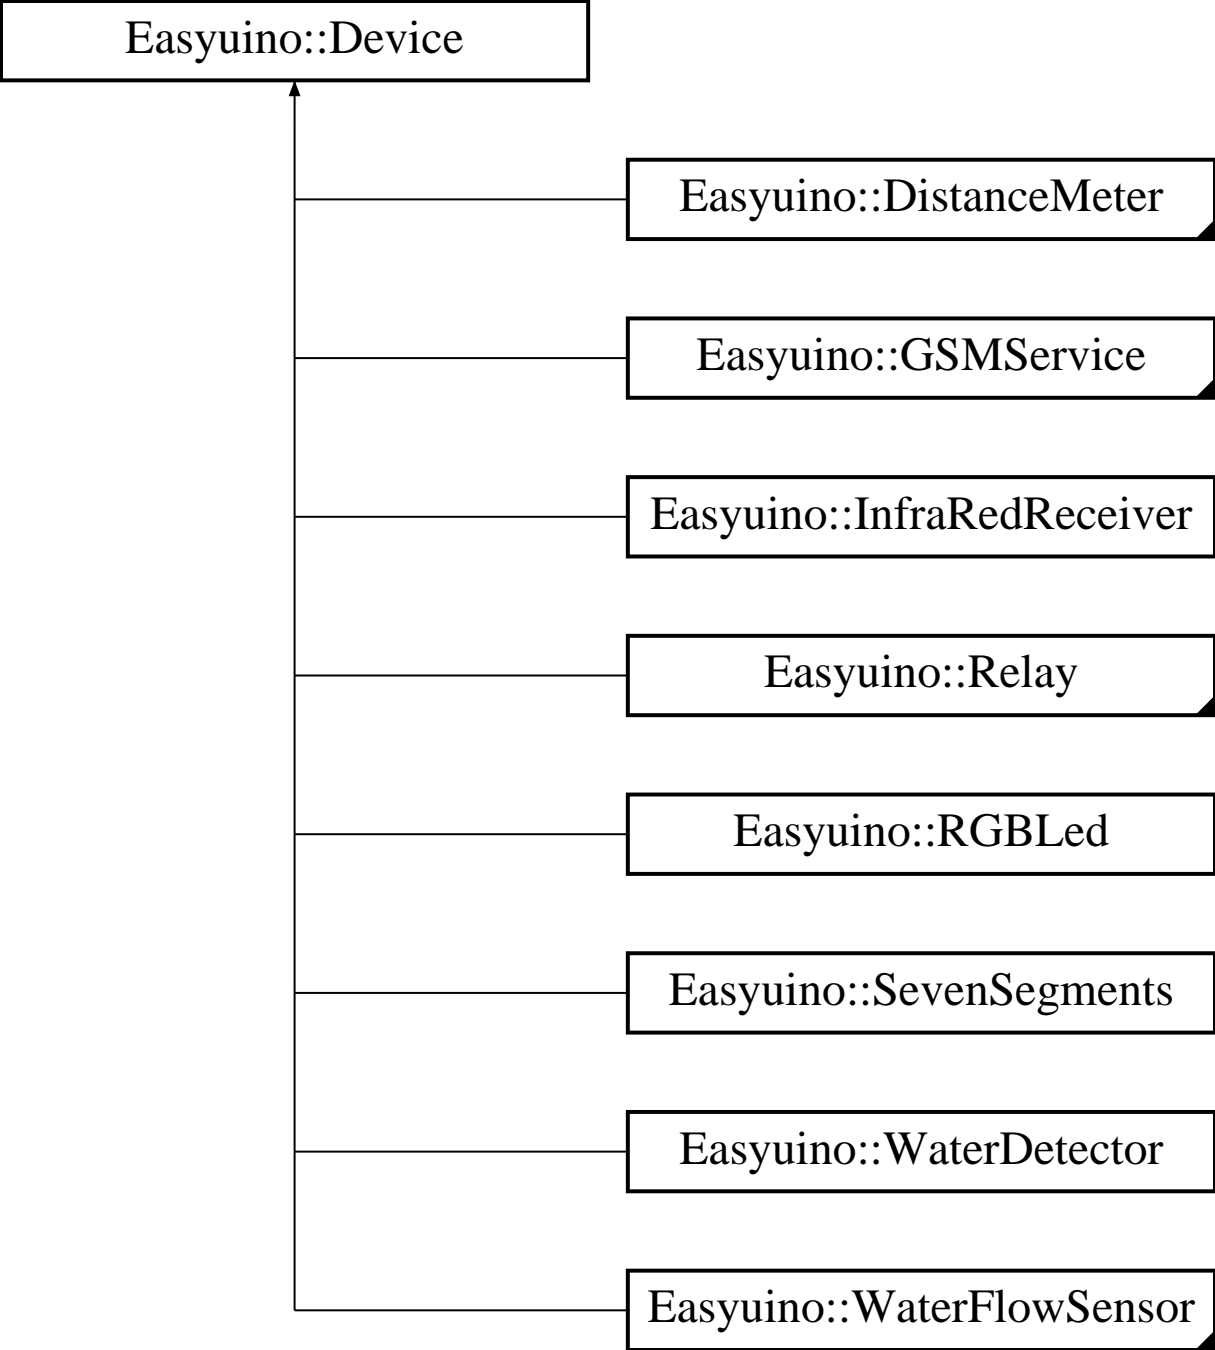 Easyuino::Device
Easyuino::DistanceMeter
Easyuino::GSMService
Easyuino::InfraRedReceiver
Easyuino::Relay
Easyuino::RGBLed
Easyuino::SevenSegments
Easyuino::WaterDetector
Easyuino::WaterFlowSensor